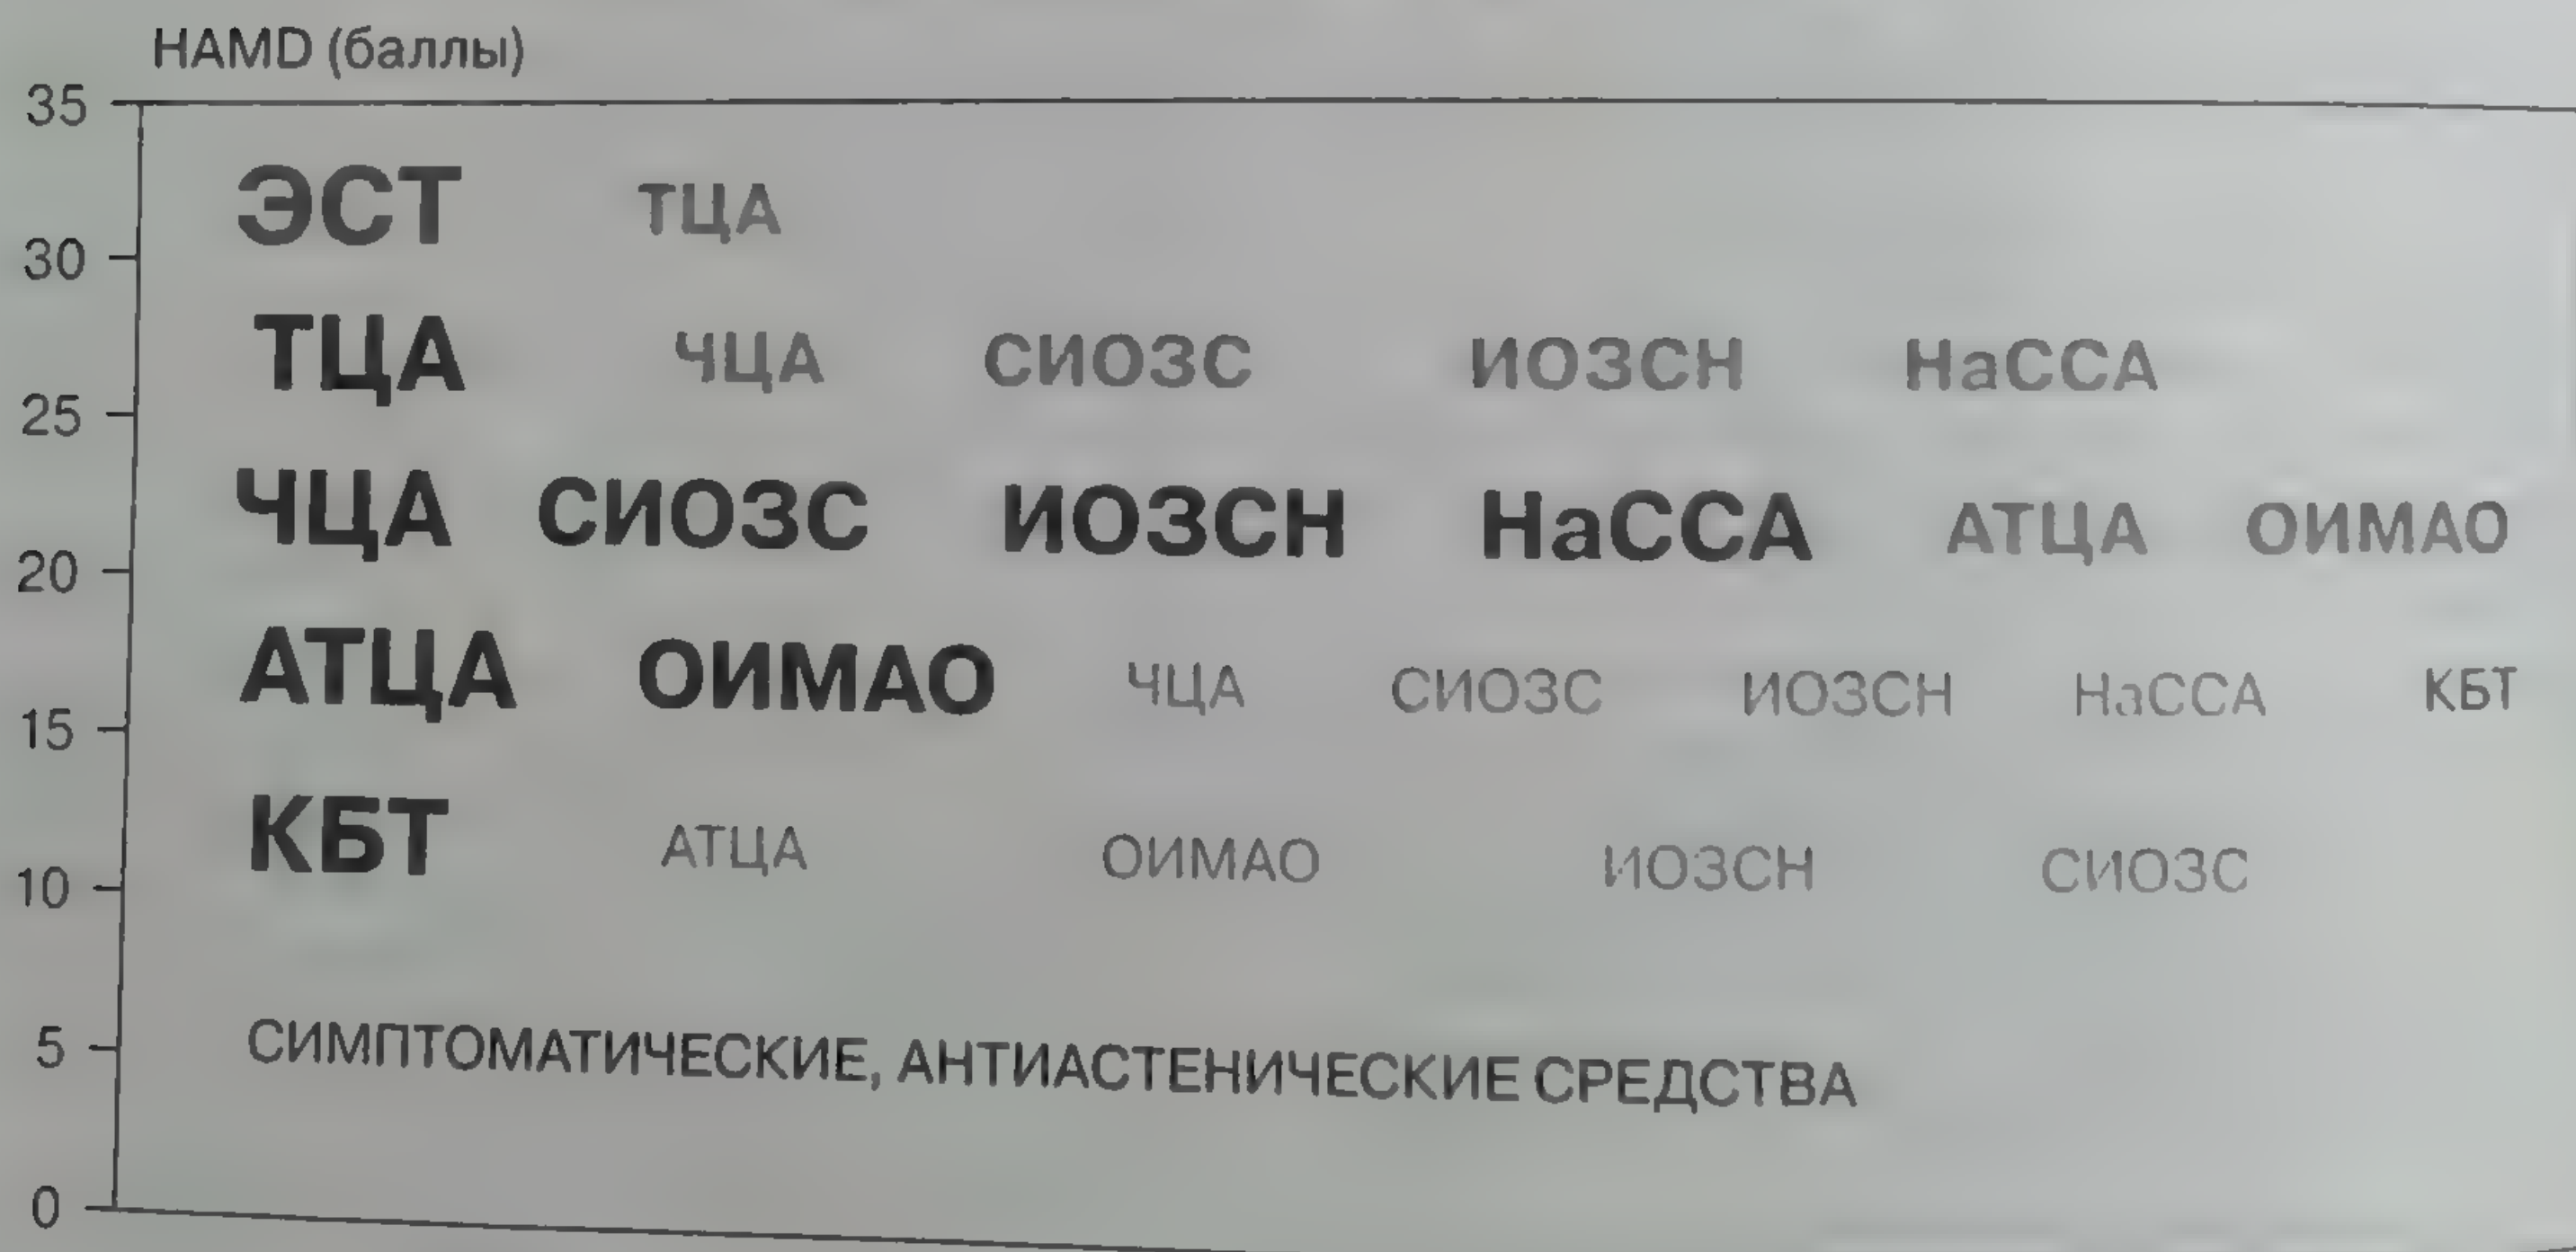 HAMD (баллы)
35
ЭСТ ТЦА
30
ТЦА ЧЦА СИОЗС ИОЗСН НаССА
25
ЧЦА СИОЗС ИОЗСН НаССА АТЦА ОИМАО
20
АТЦА ОИМАО ЧЦА СИОЗС ИОЗСН НаССА КБТ
15
КБТ АТЦА ОИМАО ИОЗСН СИОЗС
10
5 СИМПТОМАТИЧЕСКИЕ, АНТИАСТЕНИЧЕСКИЕ СРЕДСТВА
0